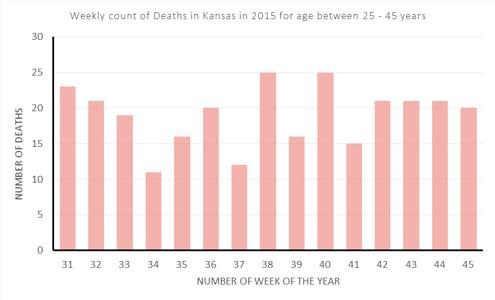 Weekly count of Deaths in Kansas in 2015 for age between 25 - 45 years
30
25
20
15
10
5
0
NUMBER OF DEATHS
31 32 33 34 35 36 37 38 39 40 41 42 43 44 45
NUMBER OF WEEK OF THE YEAR